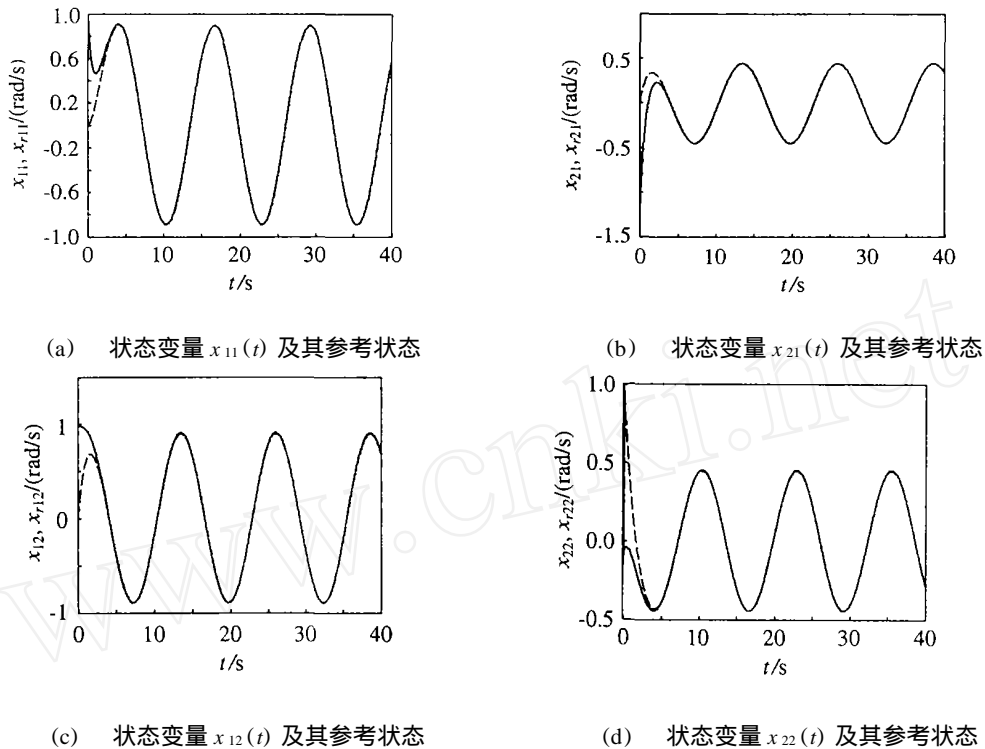 1.0
0.6
0.2
-0.2
-0.6
-1.0
0
10
20
30
40
x₁₁, xᵣ₁₁/(rad/s)
t/s
(a) 状态变量 x₁₁(t) 及其参考状态
0.5
-0.5
-1.5
0
10
20
30
40
x₂₁, xᵣ₂₁/(rad/s)
t/s
(b) 状态变量 x₂₁(t) 及其参考状态
1
0
-1
0
10
20
30
40
x₁₂, xᵣ₁₂/(rad/s)
t/s
(c) 状态变量 x₁₂(t) 及其参考状态
1.0
0.5
0.0
-0.5
0
10
20
30
40
x₂₂, xᵣ₂₂/(rad/s)
t/s
(d) 状态变量 x₂₂(t) 及其参考状态
www.cnki.net